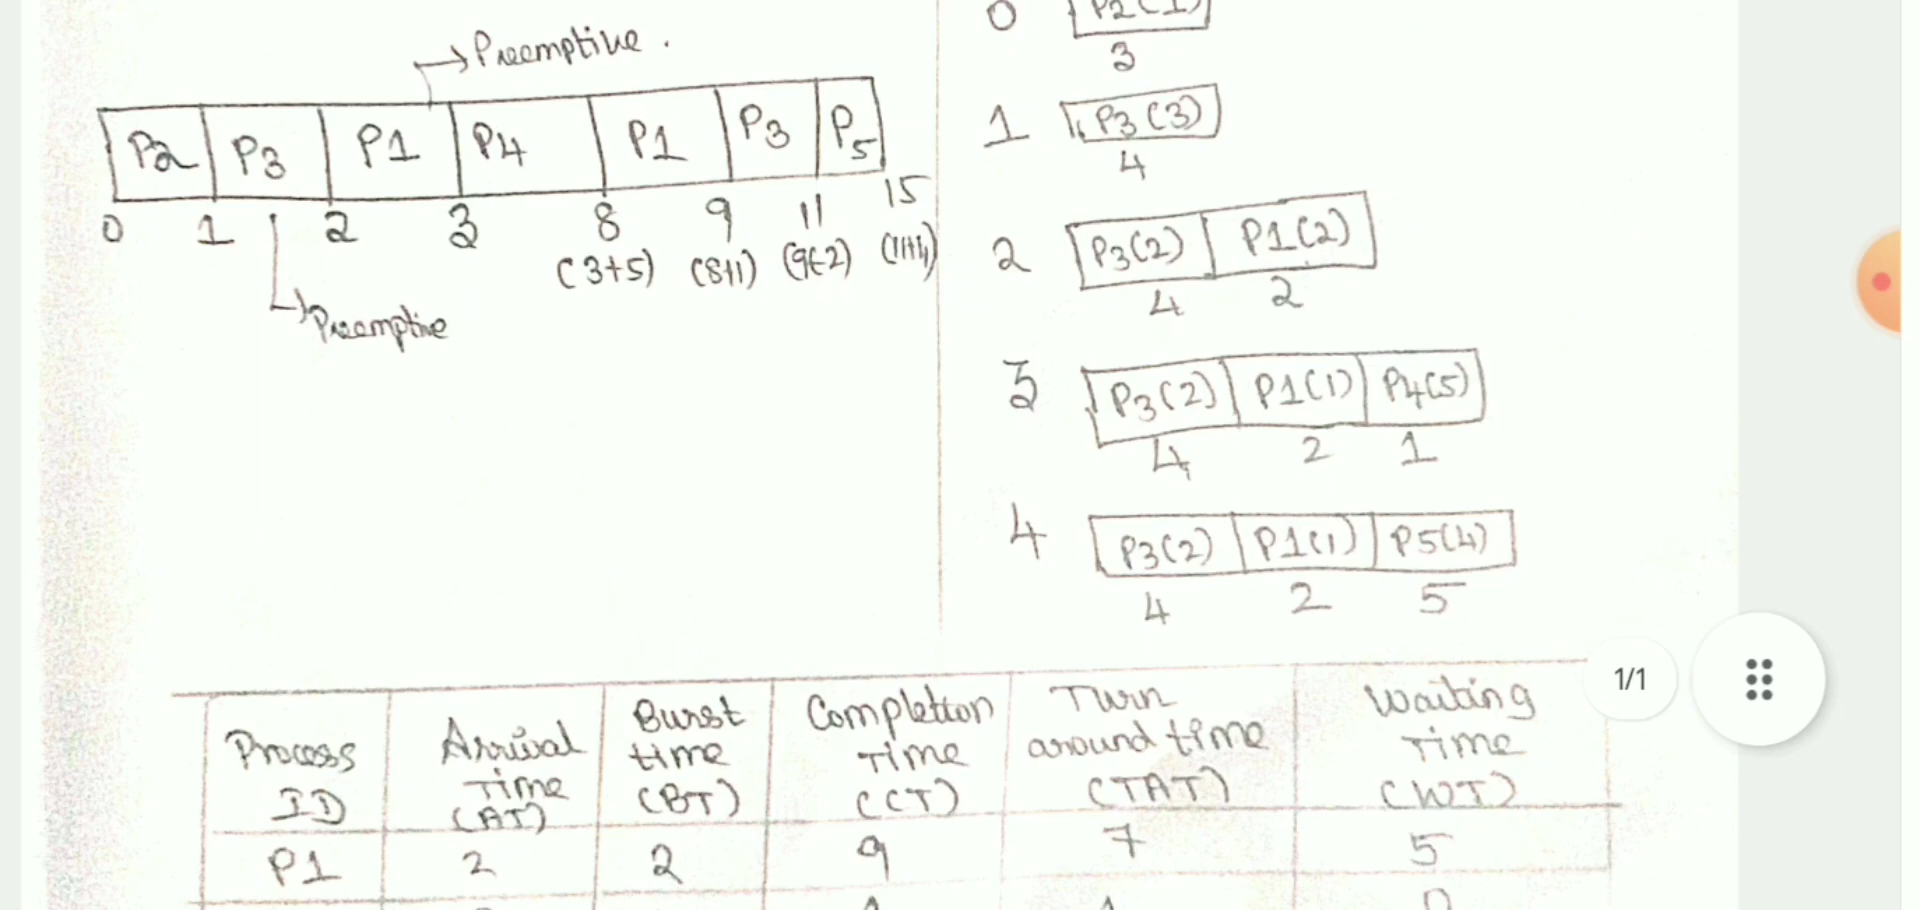 → Preemptive.
P2 P3 P1 P4 P1 P3 P5
0 1 2 3 8 9 11 15
(3+5) (8+1) (9+2) (11+4)
→ Preemptive
0 P2(1)
3
1 P3(3)
4
2 P3(2) P1(2)
4 2
3 P3(2) P1(1) P4(5)
4 2 1
4 P3(2) P1(1) P5(4)
4 2 5
1/1
Process ID
Arrival Time (AT)
Burst time (BT)
Completion Time (CT)
Turn around time (TAT)
Waiting Time (WT)
P1 2 2 9 7 5